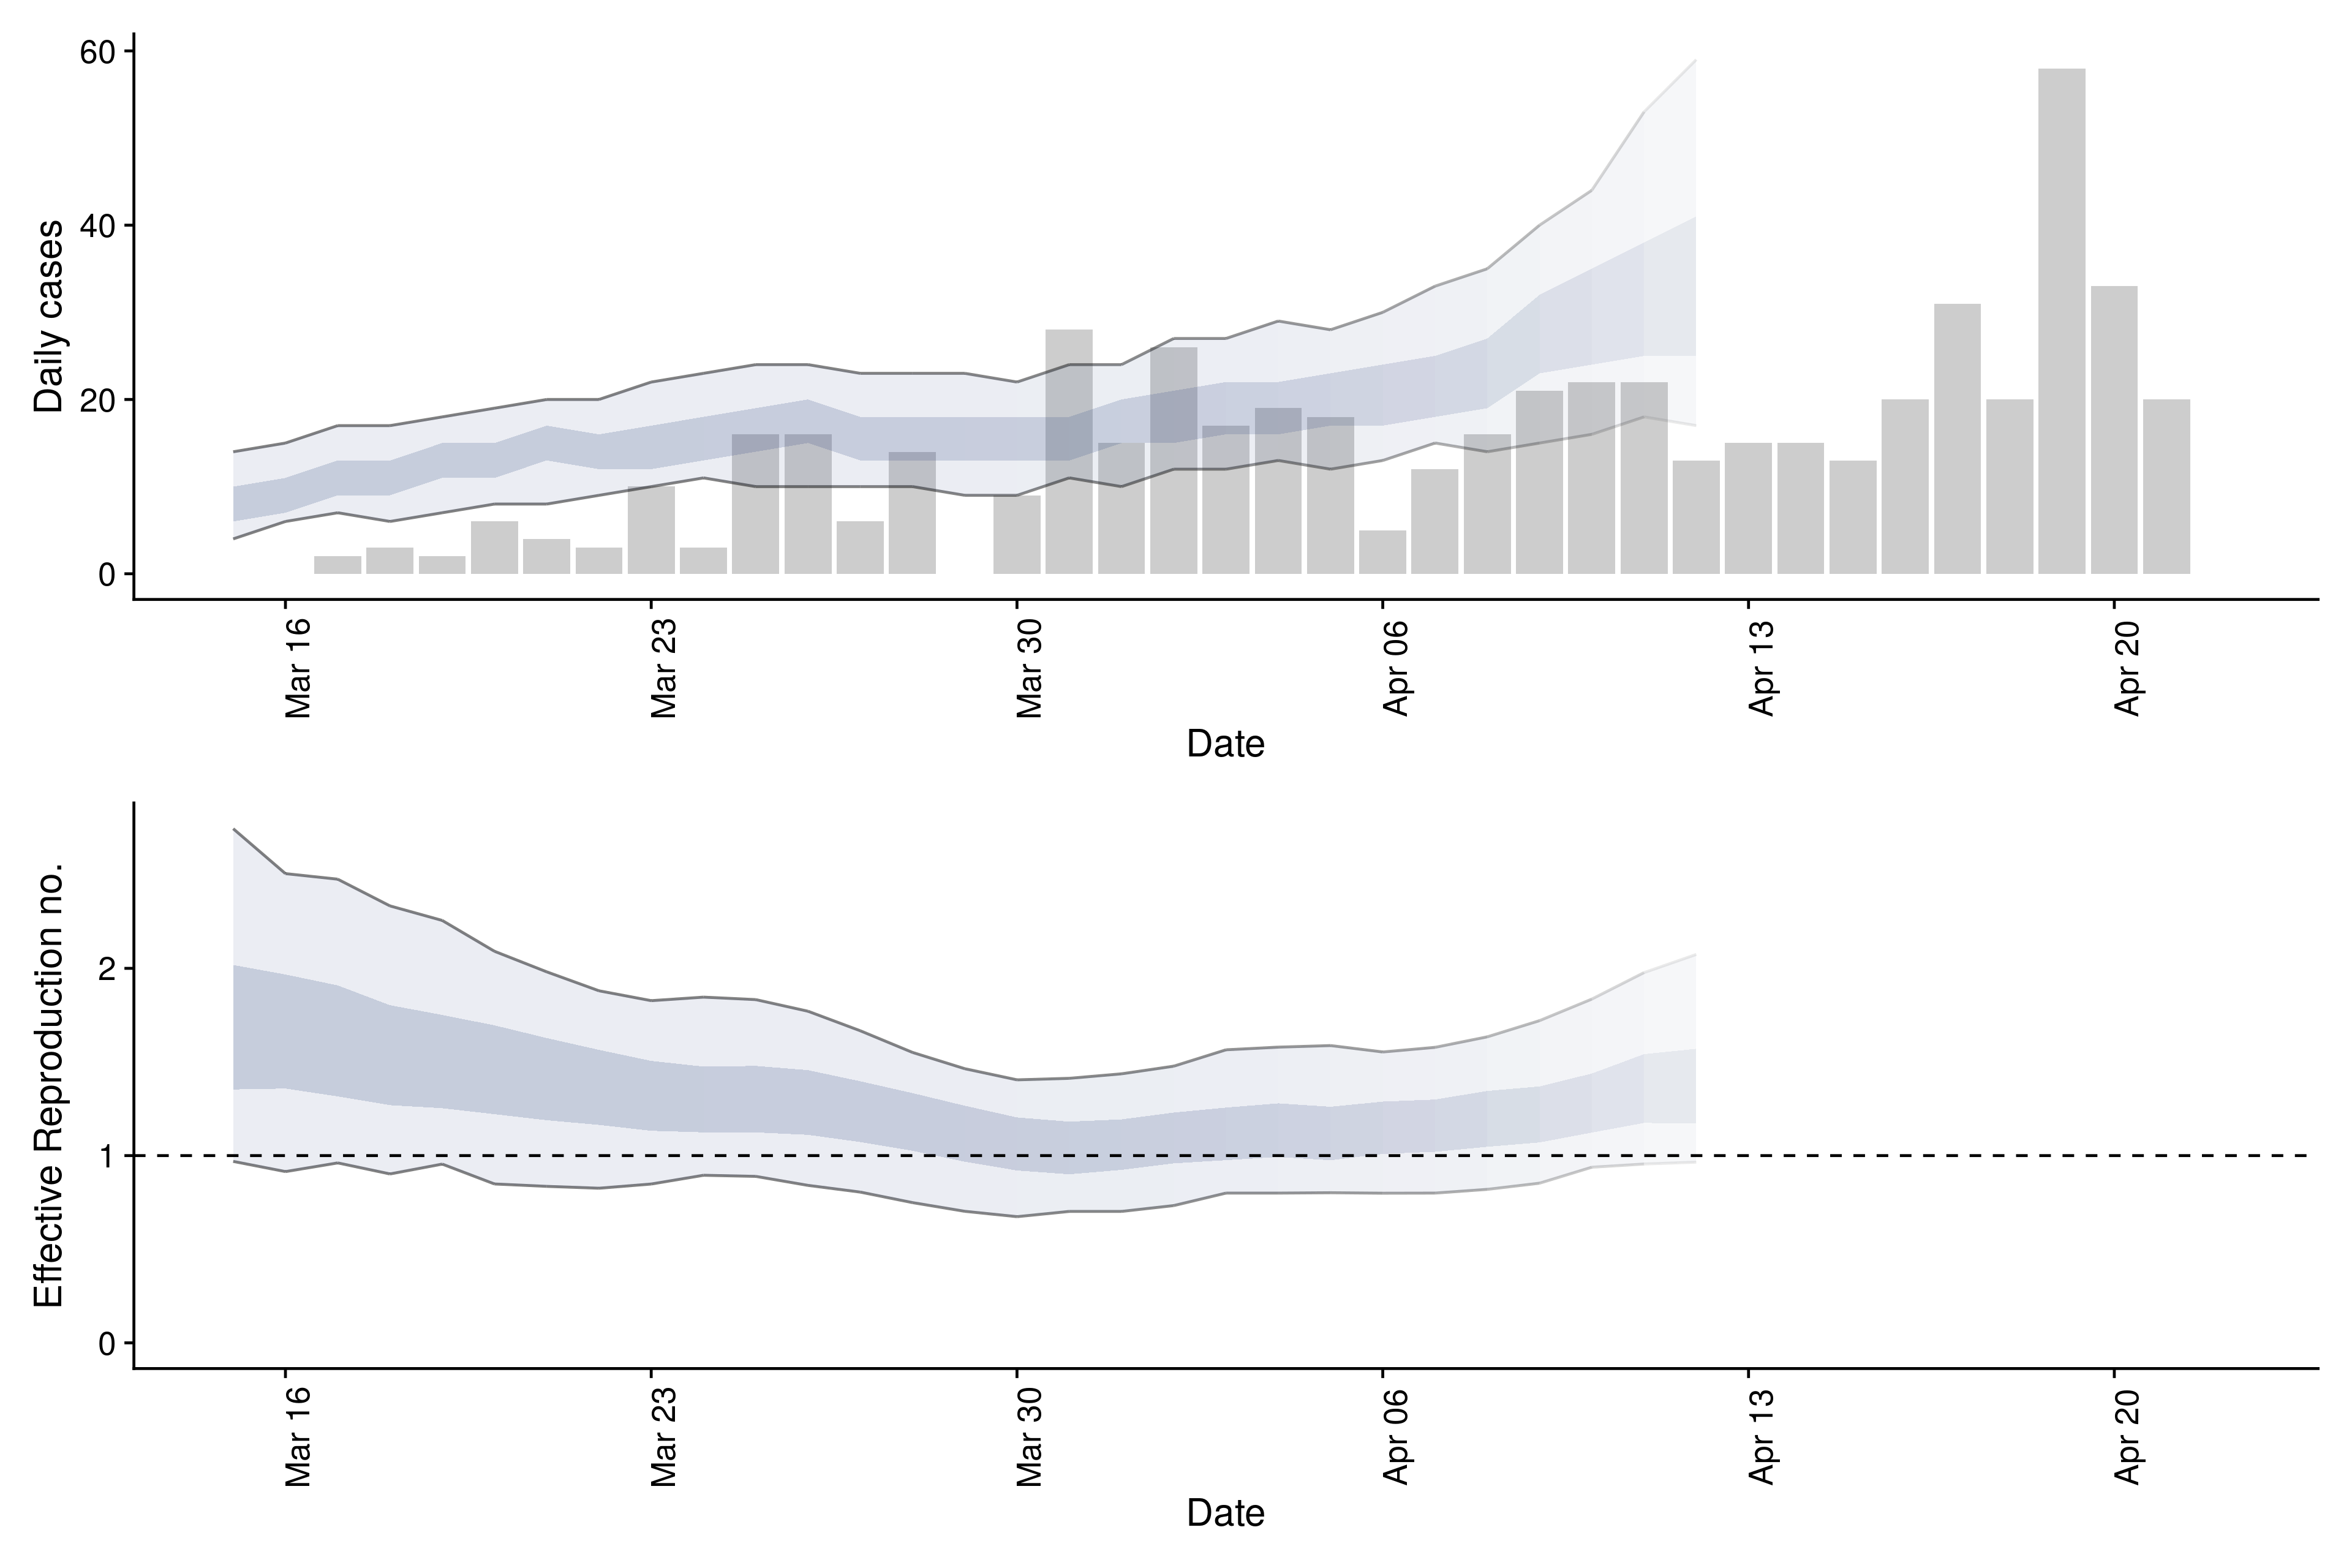 Daily cases
60
40
20
0
Mar 16
Mar 23
Mar 30
Apr 06
Apr 13
Apr 20
Date
Effective Reproduction no.
2
1
0
Mar 16
Mar 23
Mar 30
Apr 06
Apr 13
Apr 20
Date